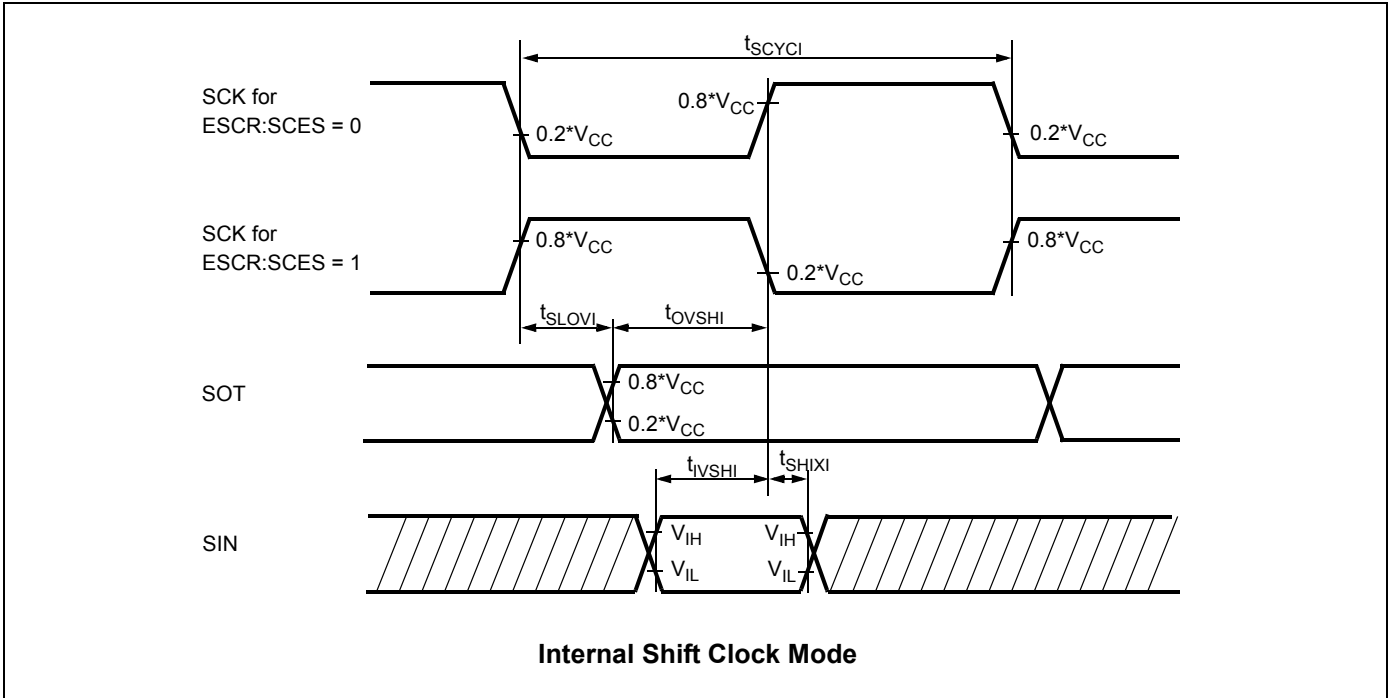 tSCYCI
SCK for
ESCR:SCES = 0
0.8*VCC
0.2*VCC
0.2*VCC
SCK for
ESCR:SCES = 1
0.8*VCC
0.8*VCC
0.2*VCC
tSLOVI
tOVSHI
SOT
0.8*VCC
0.2*VCC
tIVSHI
tSHIXI
SIN
VIH
VIH
VIL
VIL
Internal Shift Clock Mode